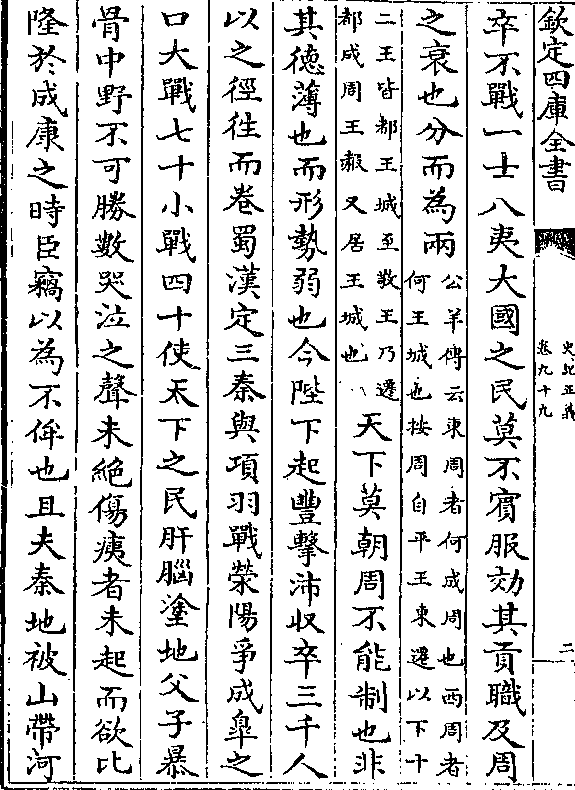 欽定四庫全書
史記正義
卷九十九
二
卒不戰一士八夷大國之民莫不賓服効其貢職及周
之衰也分而為兩公羊傳云東周者何成周也西周者
何王城也按周自平王東遷以下十
二王皆都王城至敬王乃遷
都成周王赧又居王城也天下莫朝周不能制也非
其德薄也而形勢弱也今陛下起豐擊沛收卒三千人
以之徑徃而卷蜀漢定三秦與項羽戰滎陽爭成臯之
口大戰七十小戰四十使天下之民肝腦塗地父子暴
骨中野不可勝數哭泣之聲未絶傷痍者未起而欲比
隆於成康之時臣竊以為不侔也且夫秦地被山帶河